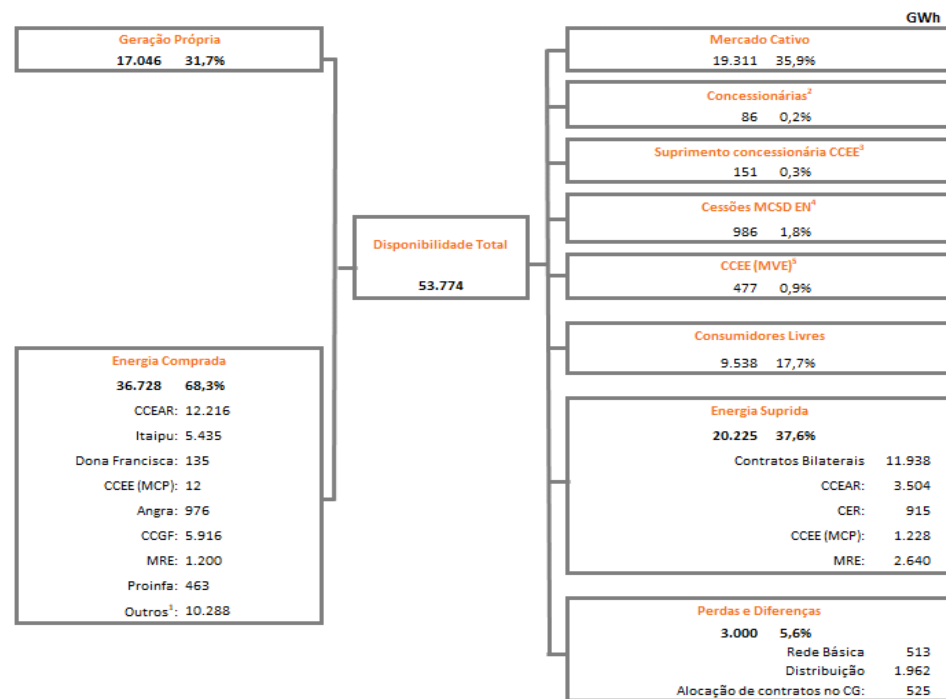 GWh
Geração Própria
17.046 31,7%
Energia Comprada
36.728 68,3%
CCEAR: 12.216
Itaipu: 5.435
Dona Francisca: 135
CCEE (MCP): 12
Angra: 976
CCGF: 5.916
MRE: 1.200
Proinfa: 463
Outros¹: 10.288
Disponibilidade Total
53.774
Mercado Cativo
19.311 35,9%
Concessionárias²
86 0,2%
Suprimento concessionária CCEE³
151 0,3%
Cessões MCSD EN⁴
986 1,8%
CCEE (MVE)⁵
477 0,9%
Consumidores Livres
9.538 17,7%
Energia Suprida
20.225 37,6%
Contratos Bilaterais 11.938
CCEAR: 3.504
CER: 915
CCEE (MCP): 1.228
MRE: 2.640
Perdas e Diferenças
3.000 5,6%
Rede Básica 513
Distribuição 1.962
Alocação de contratos no CG: 525